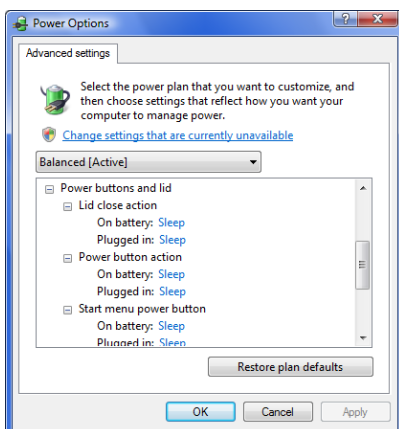 Power Options
Advanced settings
Select the power plan that you want to customize, and
then choose settings that reflect how you want your
computer to manage power.
Change settings that are currently unavailable
Balanced [Active]
Power buttons and lid
Lid close action
On battery: Sleep
Plugged in: Sleep
Power button action
On battery: Sleep
Plugged in: Sleep
Start menu power button
On battery: Sleep
Plugged in: Sleep
Restore plan defaults
OK Cancel Apply